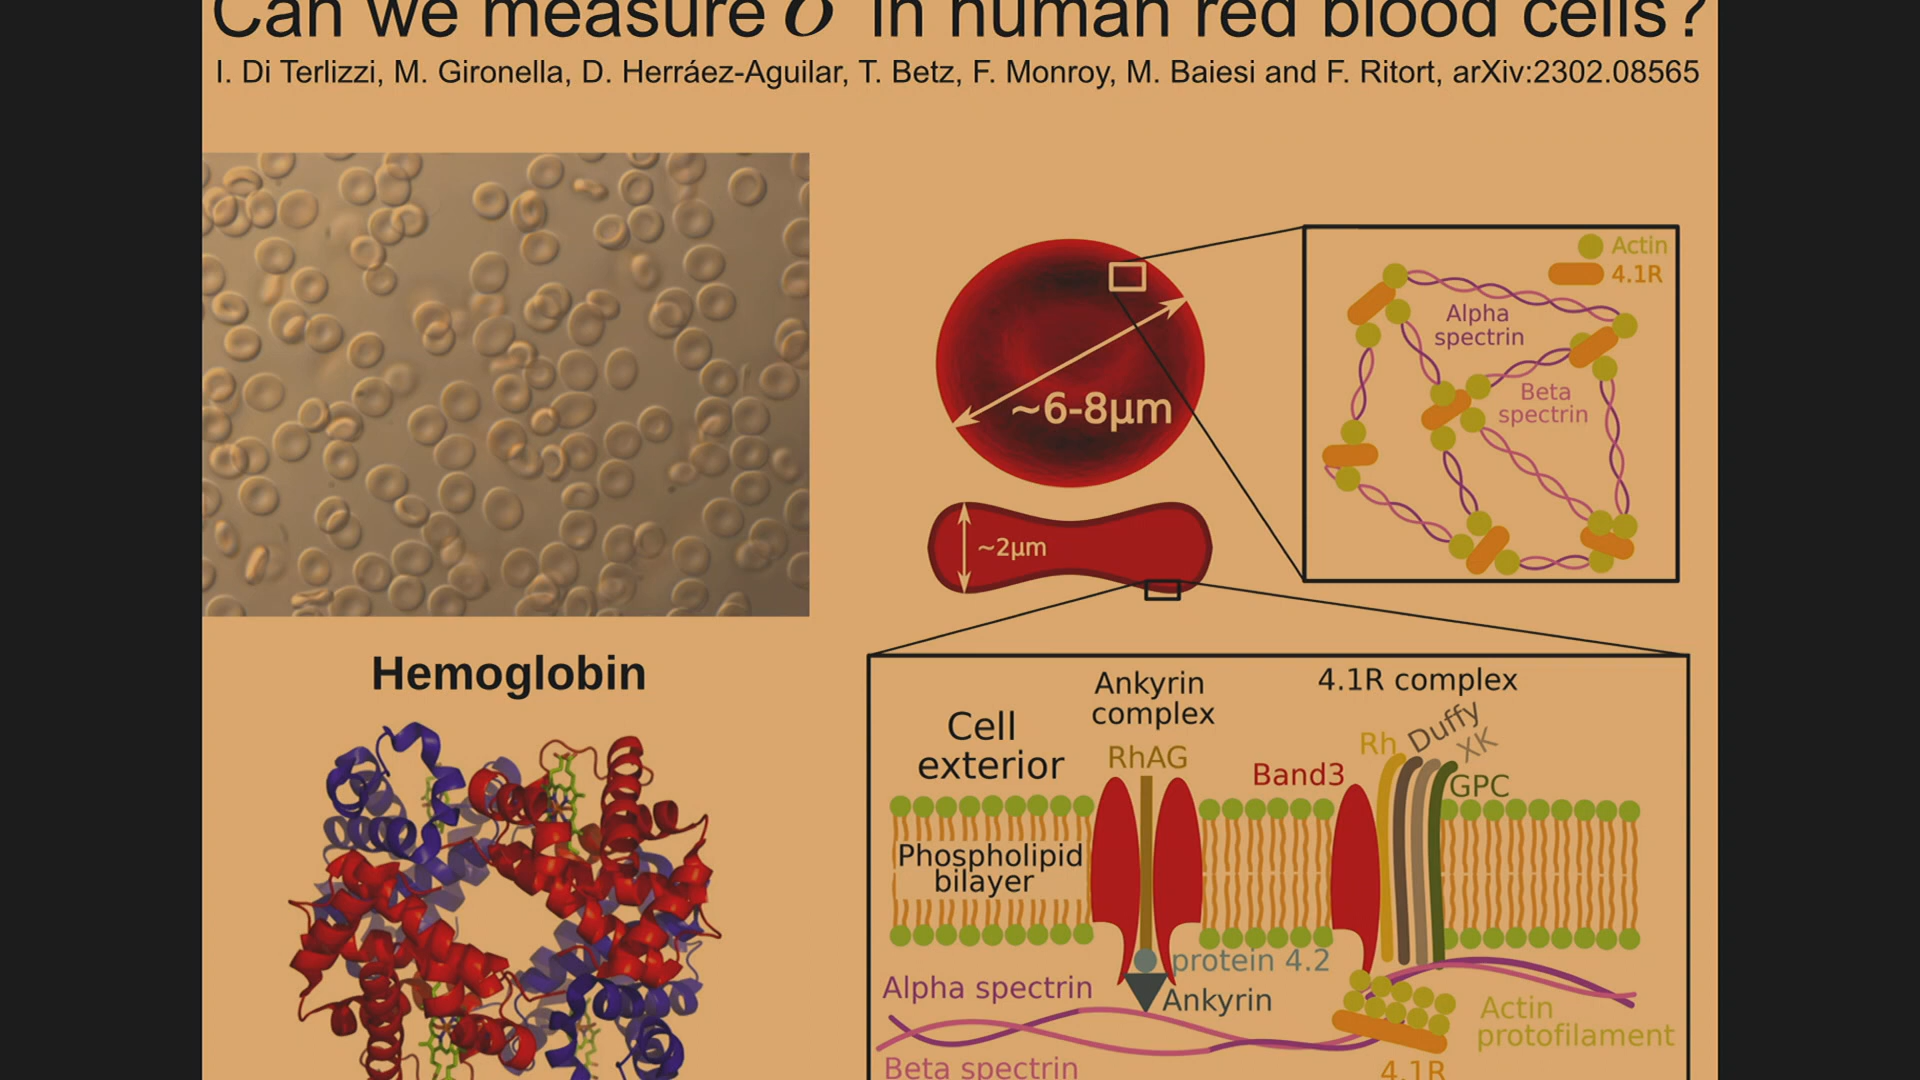 Can we measure σ in human red blood cells?
I. Di Terlizzi, M. Gironella, D. Herráez-Aguilar, T. Betz, F. Monroy, M. Baiesi and F. Ritort, arXiv:2302.08565
Actin
4.1R
Alpha
spectrin
Beta
spectrin
~6-8μm
~2μm
Hemoglobin
Ankyrin
complex
4.1R complex
Cell
exterior
RhAG
Band3
Rh
Duffy
XK
GPC
Phospholipid
bilayer
protein 4.2
Ankyrin
Alpha spectrin
Beta spectrin
Actin
protofilament
4.1R